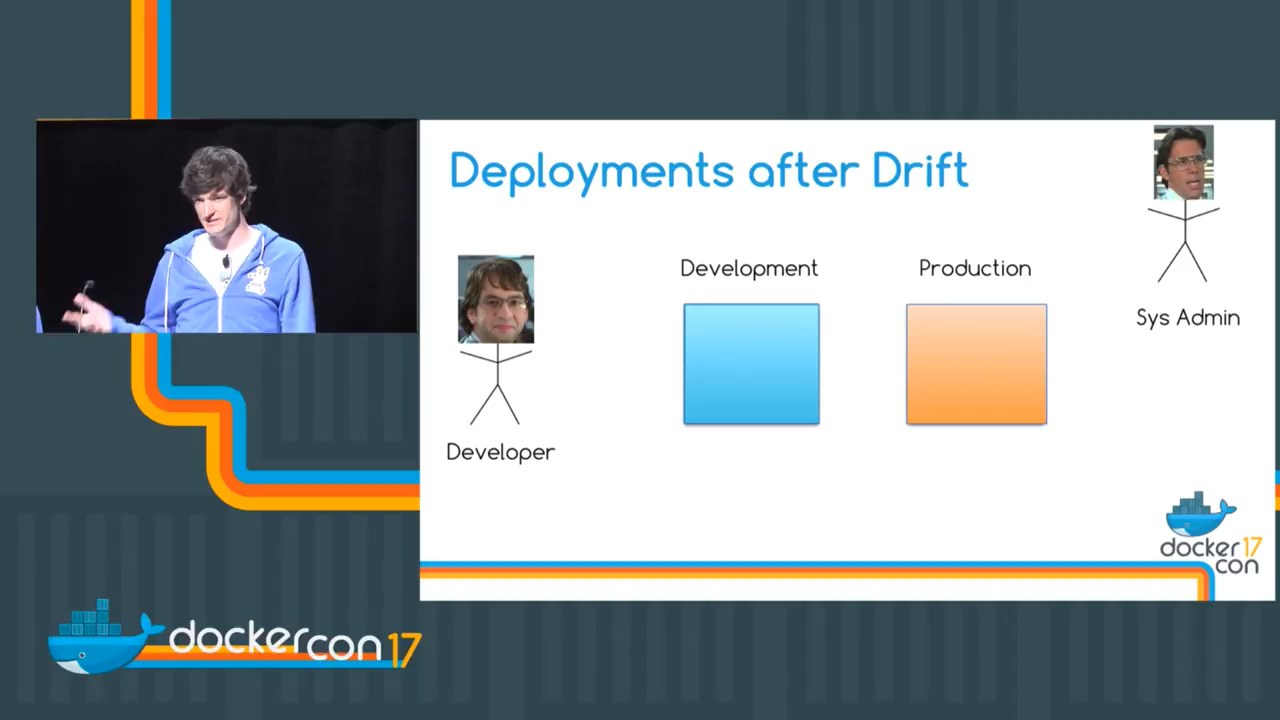 Deployments after Drift
Development
Production
Sys Admin
Developer
docker 17
con
dockercon 17